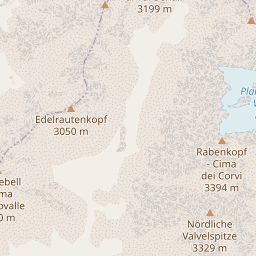 3199 m
Edelrautenkopf
3050 m
Rabenkopf
- Cima
dei Corvi
3394 m
Nördliche
Valvelspitze
3329 m